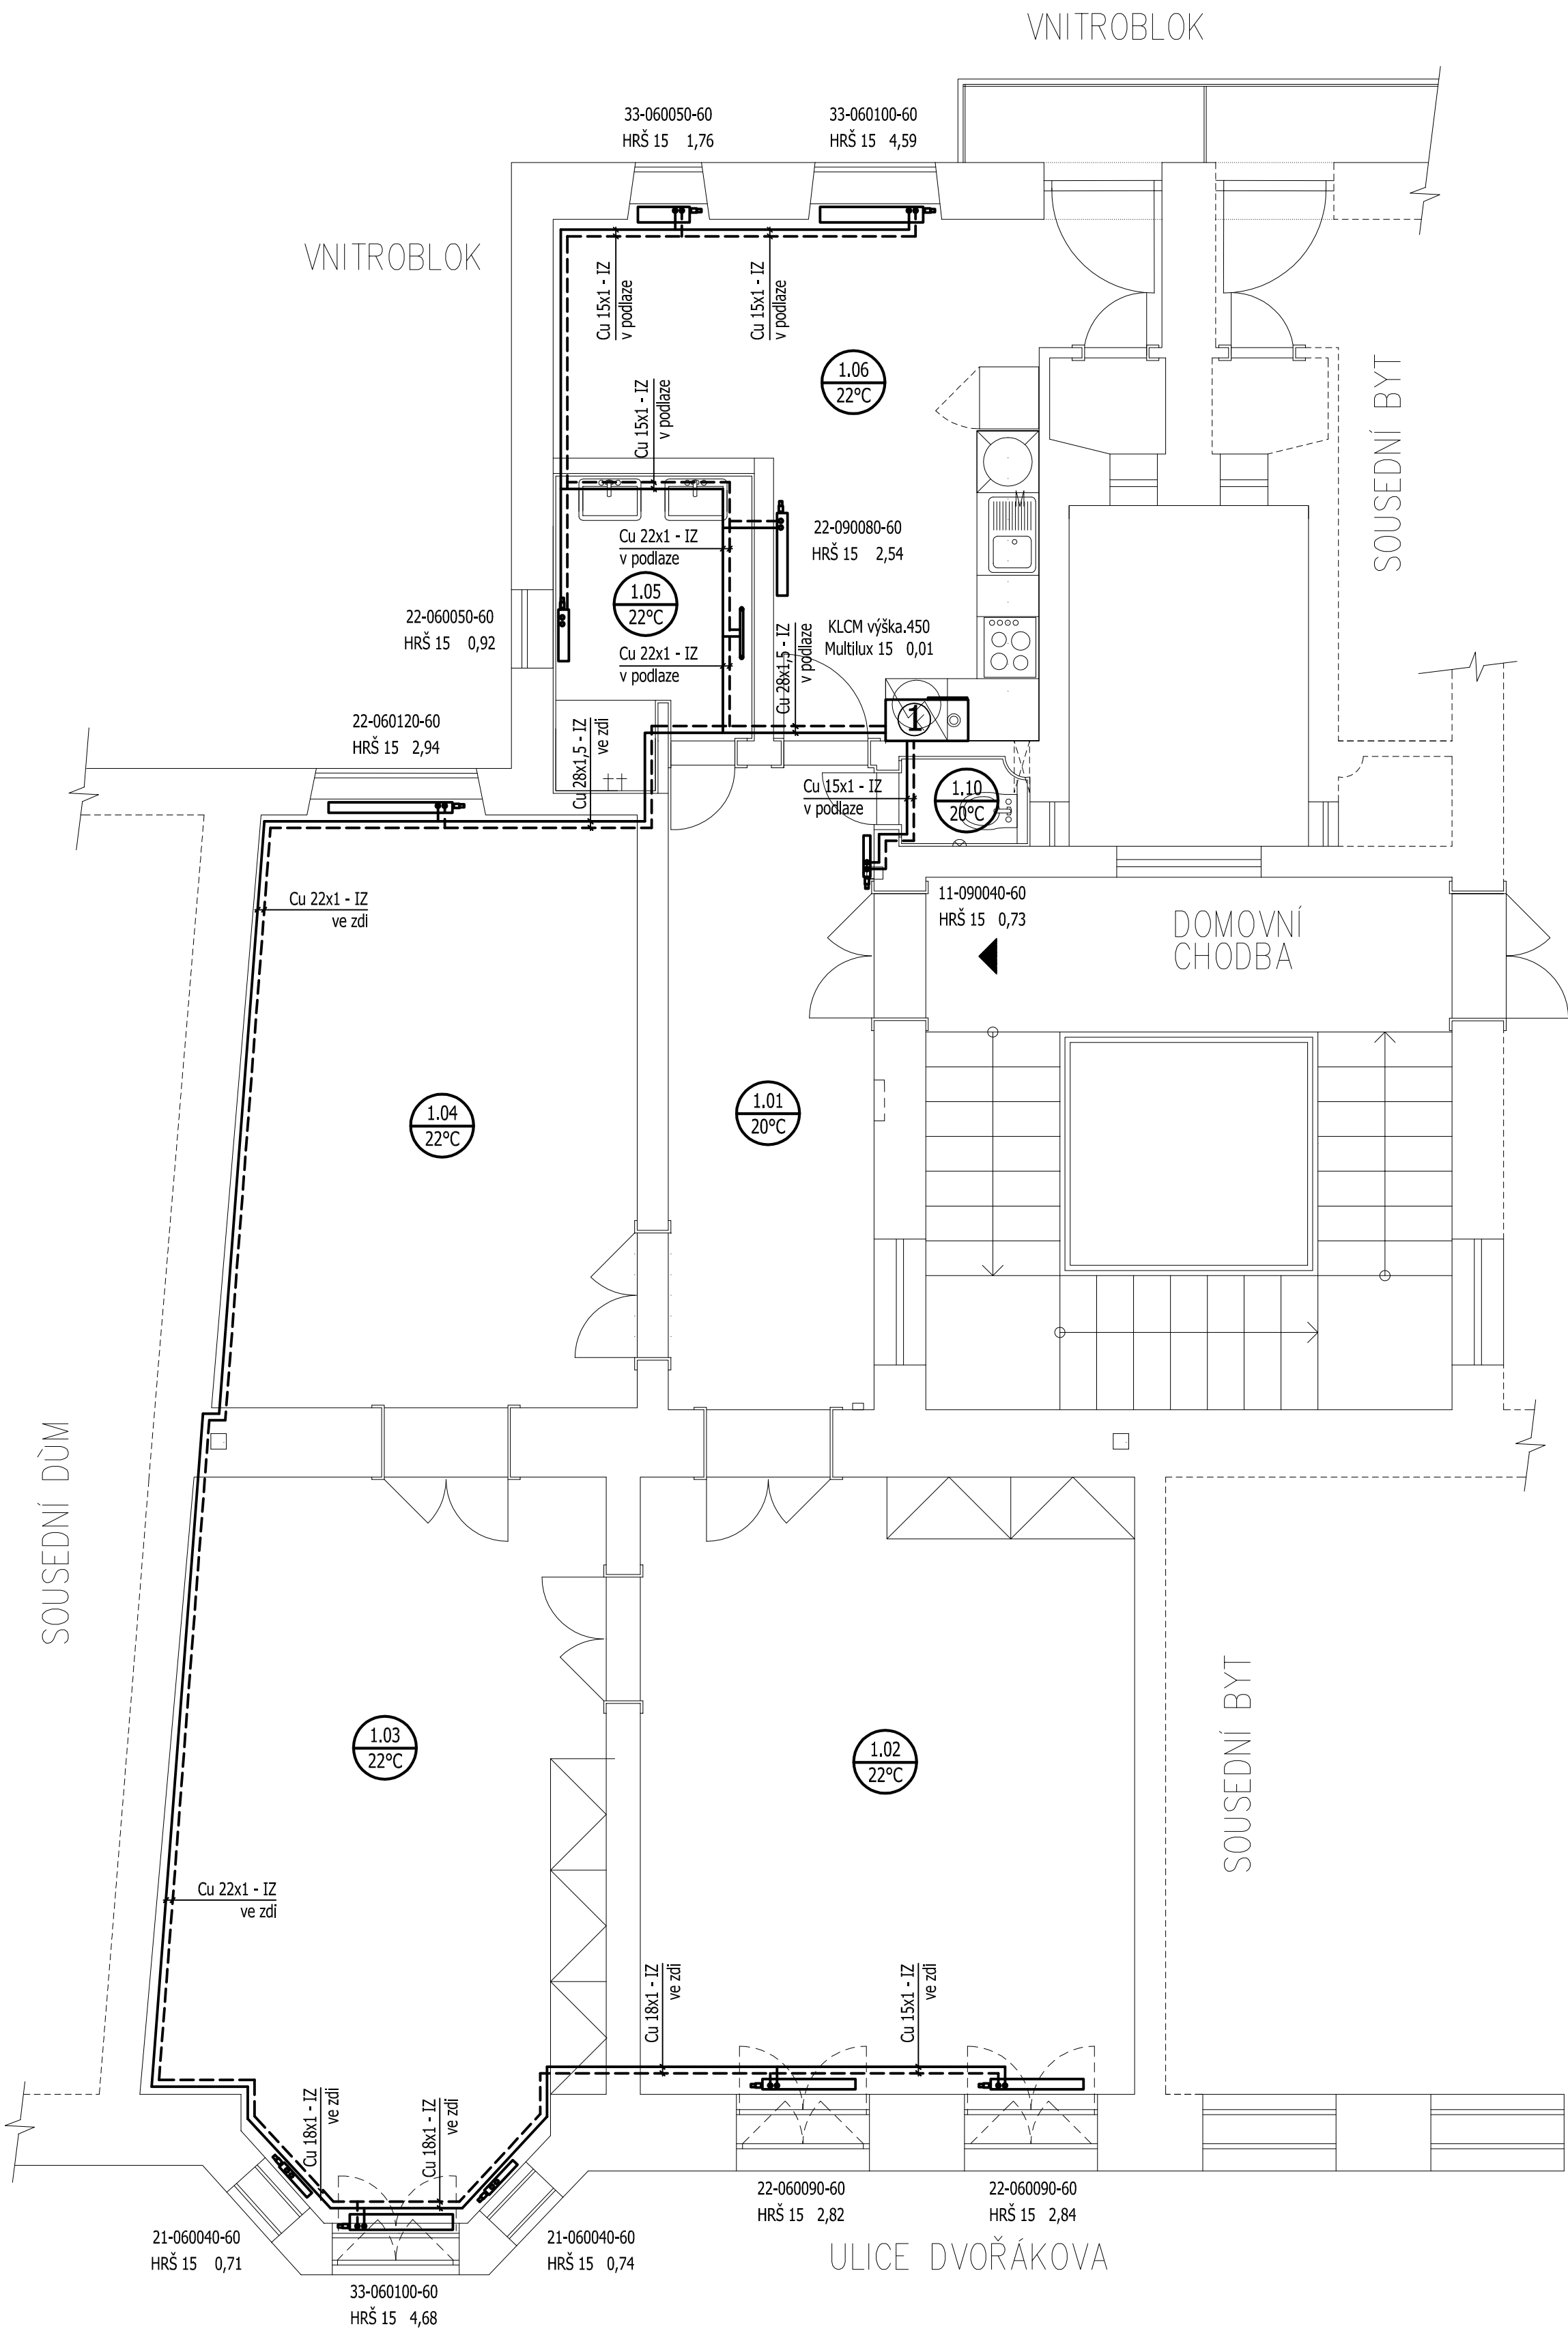 VNITROBLOK
33-060050-60
HRŠ 15 1,76
33-060100-60
HRŠ 15 4,59
VNITROBLOK
Cu 15x1 - IZ
v podlaze
Cu 15x1 - IZ
v podlaze
1.06
22°C
Cu 15x1 - IZ
v podlaze
SOUSEDNÍ BYT
22-090080-60
HRŠ 15 2,54
Cu 22x1 - IZ
v podlaze
1.05
22°C
22-060050-60
HRŠ 15 0,92
KLCM výška.450
Multilux 15 0,01
Cu 22x1 - IZ
v podlaze
Cu 28x1,5 - IZ
v podlaze
22-060120-60
HRŠ 15 2,94
Cu 28x1,5 - IZ
ve zdi
1
Cu 15x1 - IZ
v podlaze
1.10
20°C
Cu 22x1 - IZ
ve zdi
11-090040-60
HRŠ 15 0,73
DOMOVNÍ
CHODBA
1.04
22°C
1.01
20°C
SOUSEDNÍ DŮM
1.03
22°C
1.02
22°C
SOUSEDNÍ BYT
Cu 22x1 - IZ
ve zdi
Cu 18x1 - IZ
ve zdi
Cu 15x1 - IZ
ve zdi
Cu 18x1 - IZ
ve zdi
Cu 18x1 - IZ
ve zdi
22-060090-60
HRŠ 15 2,82
22-060090-60
HRŠ 15 2,84
21-060040-60
HRŠ 15 0,71
21-060040-60
HRŠ 15 0,74
ULICE DVOŘÁKOVA
33-060100-60
HRŠ 15 4,68